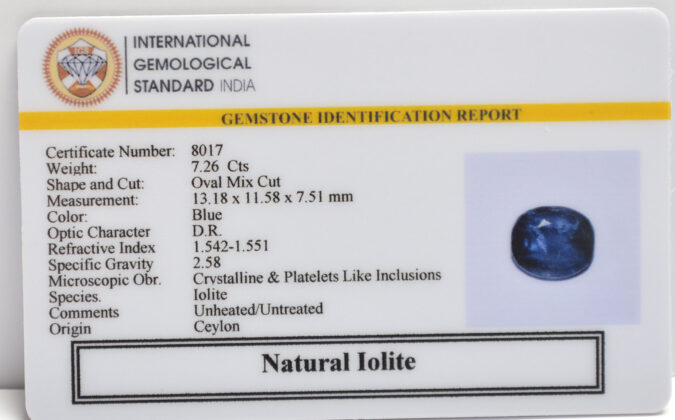 IGS
INTERNATIONAL
GEMOLOGICAL
STANDARD INDIA
GEMSTONE IDENTIFICATION REPORT
Certificate Number: 8017
Weight: 7.26 Cts
Shape and Cut: Oval Mix Cut
Measurement: 13.18 x 11.58 x 7.51 mm
Color: Blue
Optic Character D.R.
Refractive Index 1.542-1.551
Specific Gravity 2.58
Microscopic Obr. Crystalline & Platelets Like Inclusions
Species. Iolite
Comments Unheated/Untreated
Origin Ceylon
Natural Iolite